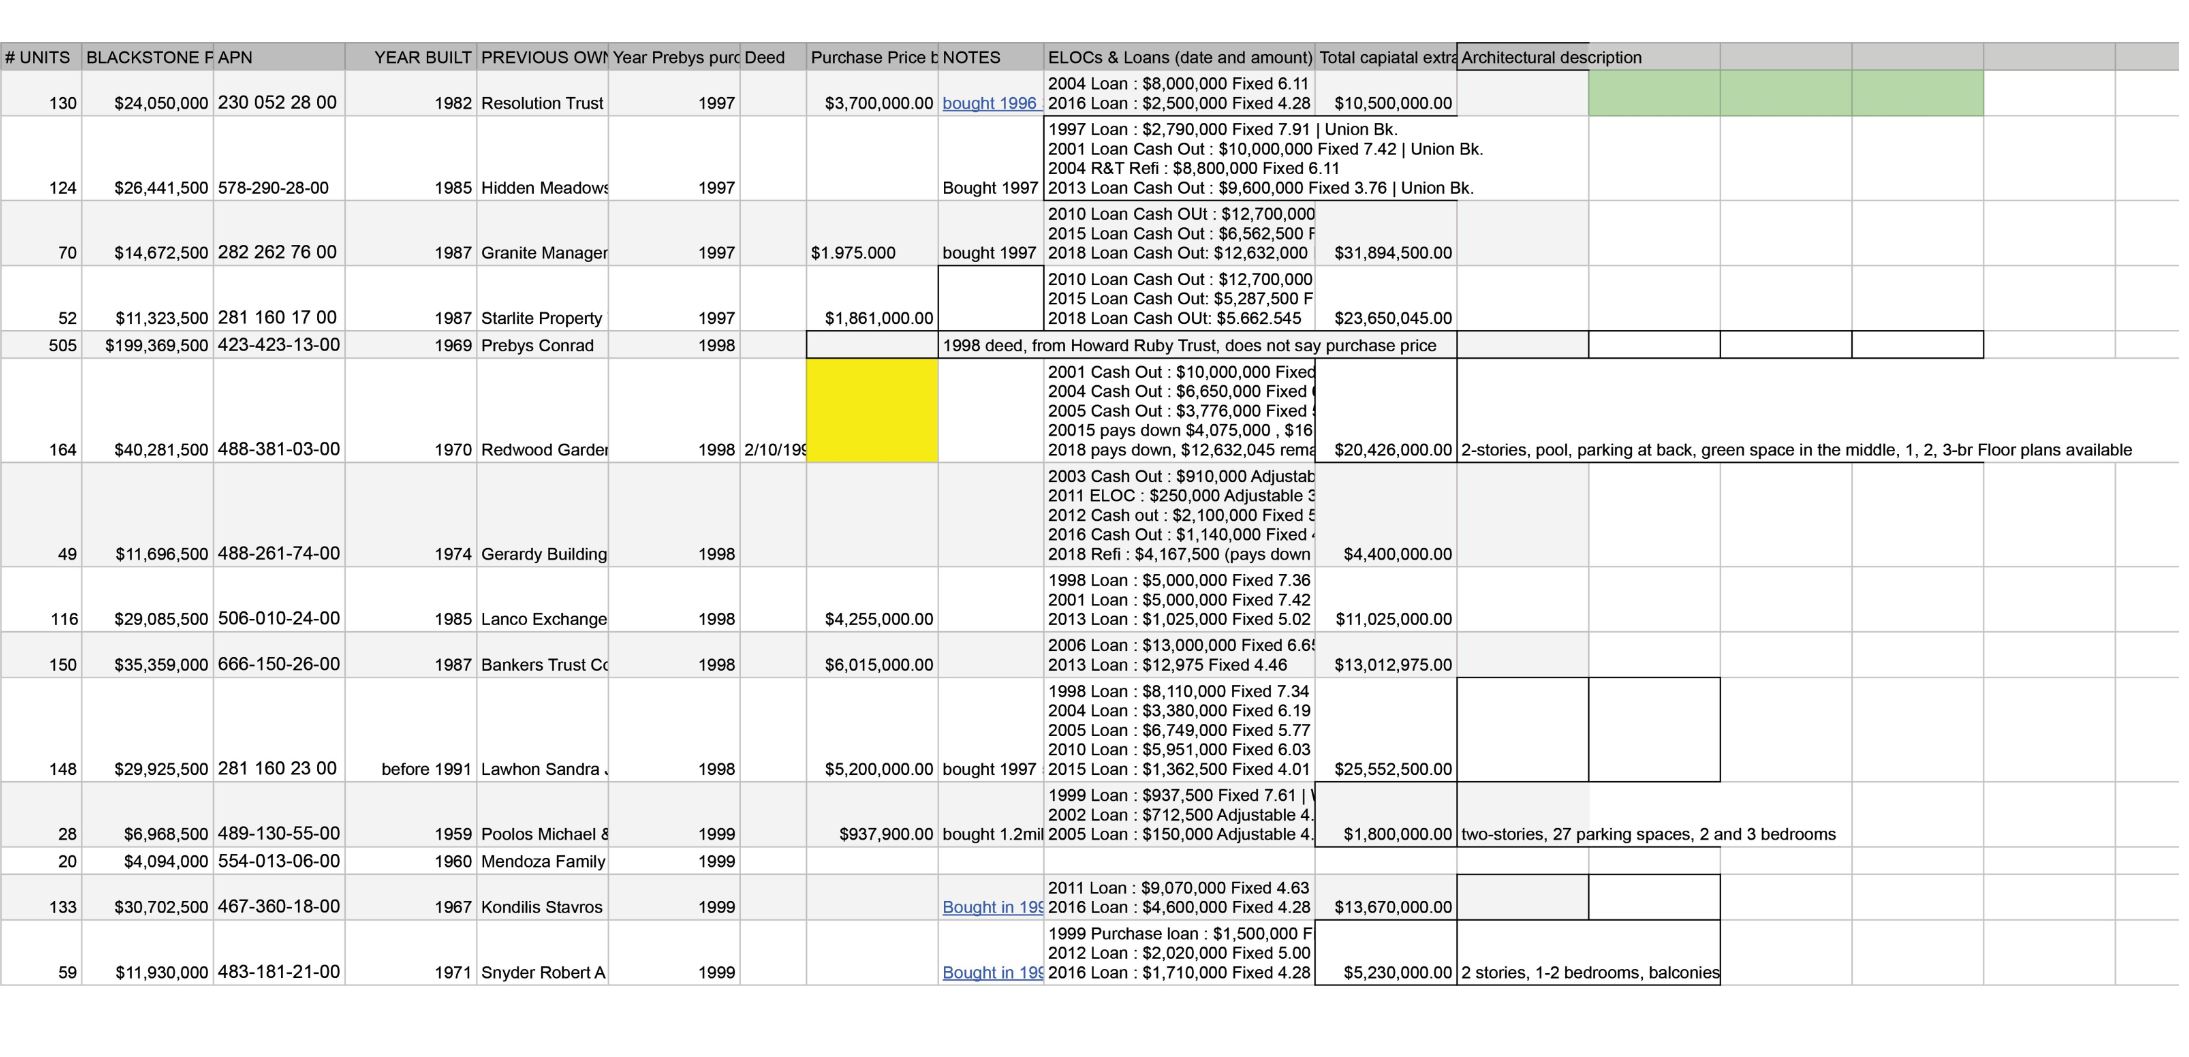 # UNITS BLACKSTONE P APN YEAR BUILT PREVIOUS OWN Year Prebys purc Deed Purchase Price b NOTES ELOCs & Loans (date and amount) Total capiatal extra Architectural description
2004 Loan : $8,000,000 Fixed 6.11
130 $24,050,000 230 052 28 00 1982 Resolution Trust 1997 $3,700,000.00 bought 1996 2016 Loan : $2,500,000 Fixed 4.28 $10,500,000.00
1997 Loan : $2,790,000 Fixed 7.91 | Union Bk.
2001 Loan Cash Out : $10,000,000 Fixed 7.42 | Union Bk.
2004 R&T Refi : $8,800,000 Fixed 6.11
124 $26,441,500 578-290-28-00 1985 Hidden Meadows 1997 Bought 1997 2013 Loan Cash Out : $9,600,000 Fixed 3.76 | Union Bk.
2010 Loan Cash OUt : $12,700,000
2015 Loan Cash Out : $6,562,500 F
70 $14,672,500 282 262 76 00 1987 Granite Manager 1997 $1.975.000 bought 1997 2018 Loan Cash Out: $12,632,000 $31,894,500.00
2010 Loan Cash Out : $12,700,000
2015 Loan Cash Out: $5,287,500 F
52 $11,323,500 281 160 17 00 1987 Starlite Property 1997 $1,861,000.00 2018 Loan Cash OUt: $5.662.545 $23,650,045.00
505 $199,369,500 423-423-13-00 1969 Prebys Conrad 1998 1998 deed, from Howard Ruby Trust, does not say purchase price
2001 Cash Out : $10,000,000 Fixed
2004 Cash Out : $6,650,000 Fixed
2005 Cash Out : $3,776,000 Fixed
20015 pays down $4,075,000 , $16
164 $40,281,500 488-381-03-00 1970 Redwood Garder 1998 2/10/199 2018 pays down, $12,632,045 rema $20,426,000.00 2-stories, pool, parking at back, green space in the middle, 1, 2, 3-br Floor plans available
2003 Cash Out : $910,000 Adjustab
2011 ELOC : $250,000 Adjustable 3
2012 Cash out : $2,100,000 Fixed 5
2016 Cash Out : $1,140,000 Fixed
49 $11,696,500 488-261-74-00 1974 Gerardy Building 1998 2018 Refi : $4,167,500 (pays down $4,400,000.00
1998 Loan : $5,000,000 Fixed 7.36
2001 Loan : $5,000,000 Fixed 7.42
116 $29,085,500 506-010-24-00 1985 Lanco Exchange 1998 $4,255,000.00 2013 Loan : $1,025,000 Fixed 5.02 $11,025,000.00
2006 Loan : $13,000,000 Fixed 6.65
150 $35,359,000 666-150-26-00 1987 Bankers Trust Co 1998 $6,015,000.00 2013 Loan : $12,975 Fixed 4.46 $13,012,975.00
1998 Loan : $8,110,000 Fixed 7.34
2004 Loan : $3,380,000 Fixed 6.19
2005 Loan : $6,749,000 Fixed 5.77
2010 Loan : $5,951,000 Fixed 6.03
148 $29,925,500 281 160 23 00 before 1991 Lawhon Sandra 1998 $5,200,000.00 bought 1997 2015 Loan : $1,362,500 Fixed 4.01 $25,552,500.00
1999 Loan : $937,500 Fixed 7.61 |
2002 Loan : $712,500 Adjustable 4.
28 $6,968,500 489-130-55-00 1959 Poolos Michael & 1999 $937,900.00 bought 1.2mil 2005 Loan : $150,000 Adjustable 4. $1,800,000.00 two-stories, 27 parking spaces, 2 and 3 bedrooms
20 $4,094,000 554-013-06-00 1960 Mendoza Family 1999
2011 Loan : $9,070,000 Fixed 4.63
133 $30,702,500 467-360-18-00 1967 Kondilis Stavros 1999 Bought in 199 2016 Loan : $4,600,000 Fixed 4.28 $13,670,000.00
1999 Purchase loan : $1,500,000 F
2012 Loan : $2,020,000 Fixed 5.00
59 $11,930,000 483-181-21-00 1971 Snyder Robert A 1999 Bought in 199 2016 Loan : $1,710,000 Fixed 4.28 $5,230,000.00 2 stories, 1-2 bedrooms, balconies